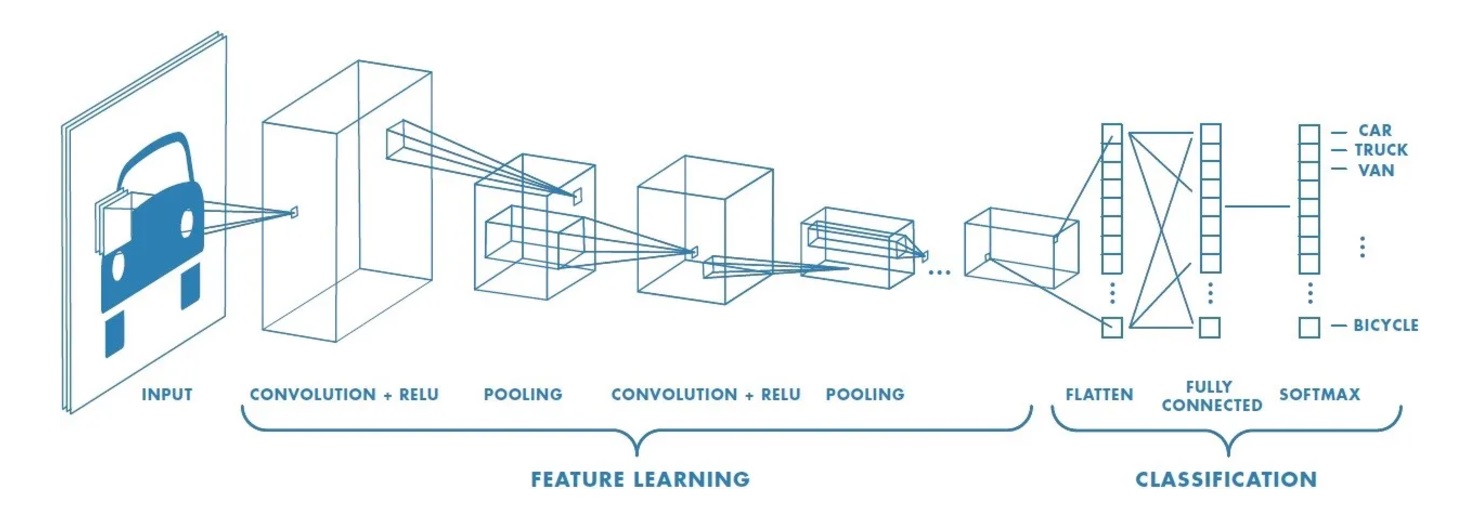 CAR
TRUCK
VAN
BICYCLE
INPUT
CONVOLUTION + RELU
POOLING
CONVOLUTION + RELU
POOLING
FLATTEN
FULLY
CONNECTED
SOFTMAX
FEATURE LEARNING
CLASSIFICATION